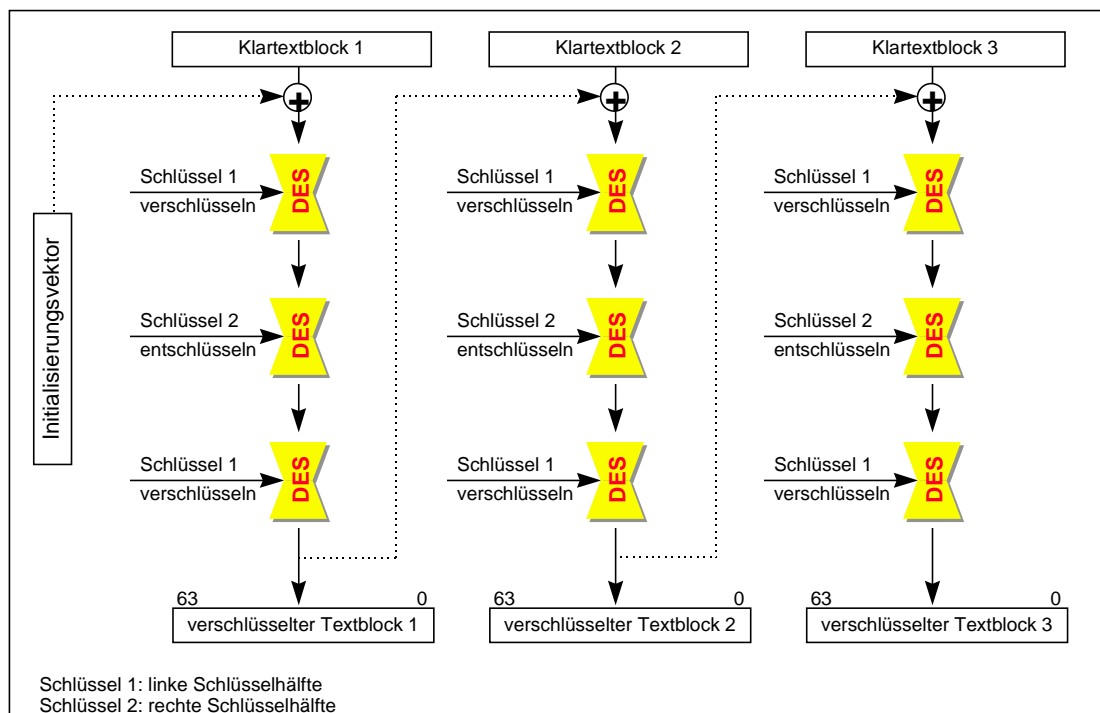 Klartextblock 1
Klartextblock 2
Klartextblock 3
Initialisierungsvektor
Schlüssel 1
verschlüsseln
DES
Schlüssel 1
verschlüsseln
DES
Schlüssel 1
verschlüsseln
DES
Schlüssel 2
entschlüsseln
DES
Schlüssel 2
entschlüsseln
DES
Schlüssel 2
entschlüsseln
DES
Schlüssel 1
verschlüsseln
DES
Schlüssel 1
verschlüsseln
DES
Schlüssel 1
verschlüsseln
DES
63 0
63 0
63 0
verschlüsselter Textblock 1
verschlüsselter Textblock 2
verschlüsselter Textblock 3
Schlüssel 1: linke Schlüsselhälfte
Schlüssel 2: rechte Schlüsselhälfte